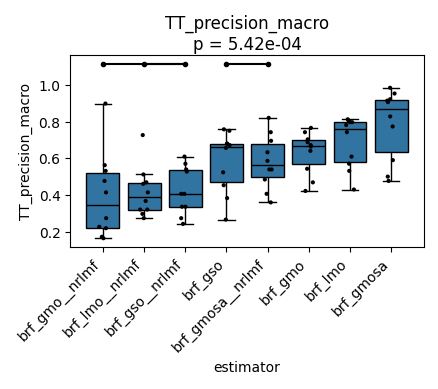 TT_precision_macro
p = 5.42e-04
TT_precision_macro
1.0
0.8
0.6
0.4
0.2
brf_gmo__nrlmf
brf_lmo__nrlmf
brf_gso__nrlmf
brf_gso
brf_gmosa__nrlmf
brf_gmo
brf_lmo
brf_gmosa
estimator